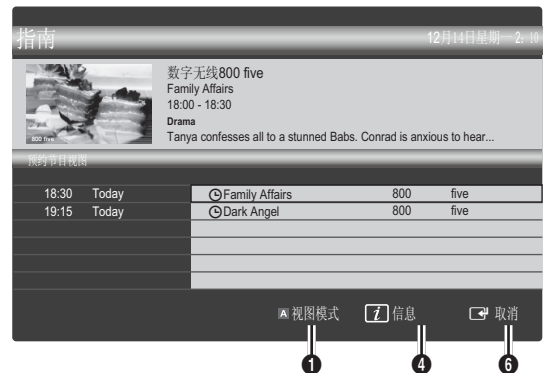 指南
12月14日星期一 2: 10
数字无线800 five
Family Affairs
18:00 - 18:30
Drama
Tanya confesses all to a stunned Babs. Conrad is anxious to hear...
800 five
预约节目视图
18:30 Today Family Affairs 800 five
19:15 Today Dark Angel 800 five
A 视图模式 i 信息 取消
1 4 6